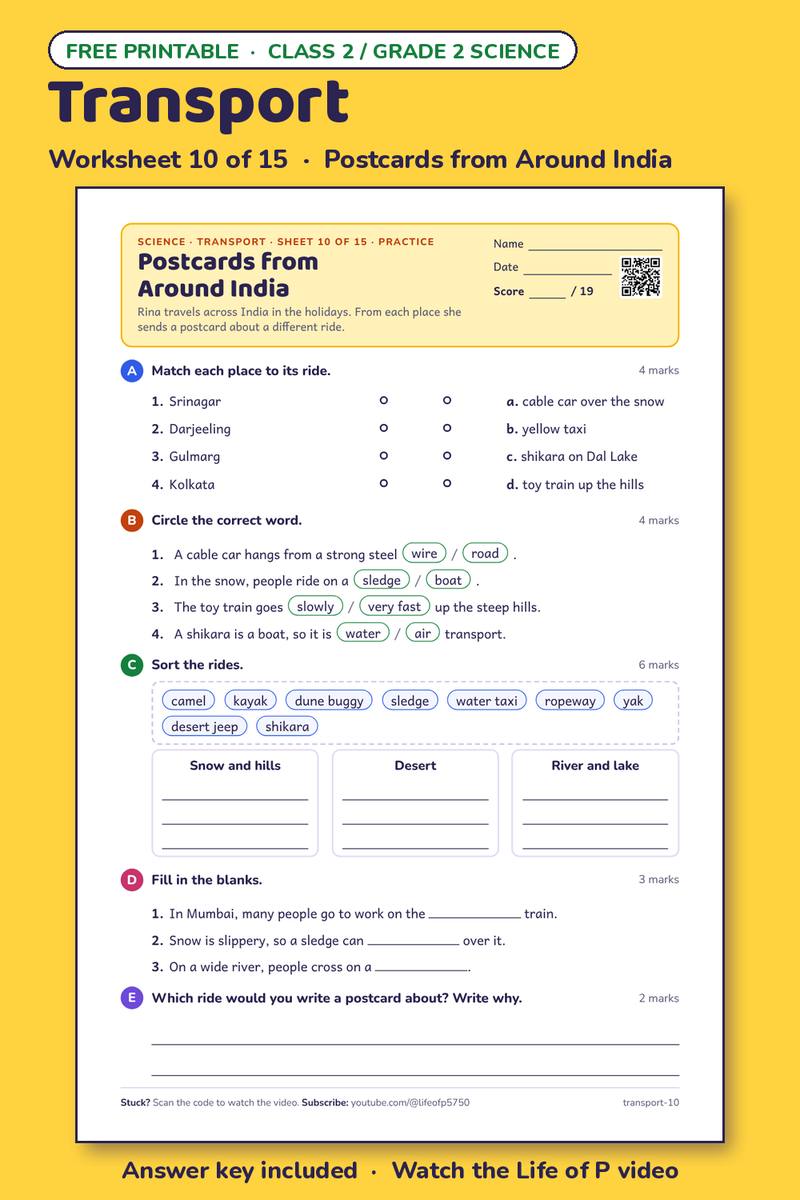 FREE PRINTABLE · CLASS 2 / GRADE 2 SCIENCE
Transport
Worksheet 10 of 15 · Postcards from Around India
SCIENCE · TRANSPORT · SHEET 10 OF 15 · PRACTICE
Postcards from
Around India
Rina travels across India in the holidays. From each place she
sends a postcard about a different ride.
Name
Date
Score / 19
A Match each place to its ride. 4 marks
1. Srinagar a. cable car over the snow
2. Darjeeling b. yellow taxi
3. Gulmarg c. shikara on Dal Lake
4. Kolkata d. toy train up the hills
B Circle the correct word. 4 marks
1. A cable car hangs from a strong steel wire / road .
2. In the snow, people ride on a sledge / boat .
3. The toy train goes slowly / very fast up the steep hills.
4. A shikara is a boat, so it is water / air transport.
C Sort the rides. 6 marks
camel kayak dune buggy sledge water taxi ropeway yak
desert jeep shikara
Snow and hills Desert River and lake
D Fill in the blanks. 3 marks
1. In Mumbai, many people go to work on the ____________ train.
2. Snow is slippery, so a sledge can ____________ over it.
3. On a wide river, people cross on a ____________.
E Which ride would you write a postcard about? Write why. 2 marks
Stuck? Scan the code to watch the video. Subscribe: youtube.com/@lifeofp5750 transport-10
Answer key included · Watch the Life of P video